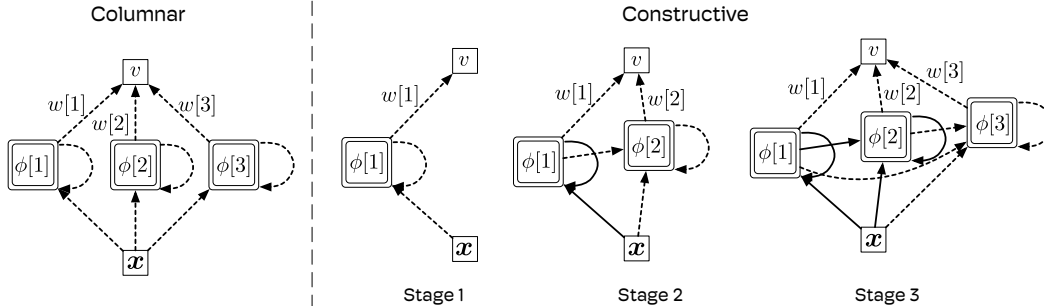 Columnar
Constructive
v
w[1]
w[2]
w[3]
ϕ[1]
ϕ[2]
ϕ[3]
x
v
w[1]
ϕ[1]
x
Stage 1
v
w[1]
w[2]
ϕ[1]
ϕ[2]
x
Stage 2
v
w[1]
w[2]
w[3]
ϕ[1]
ϕ[2]
ϕ[3]
x
Stage 3